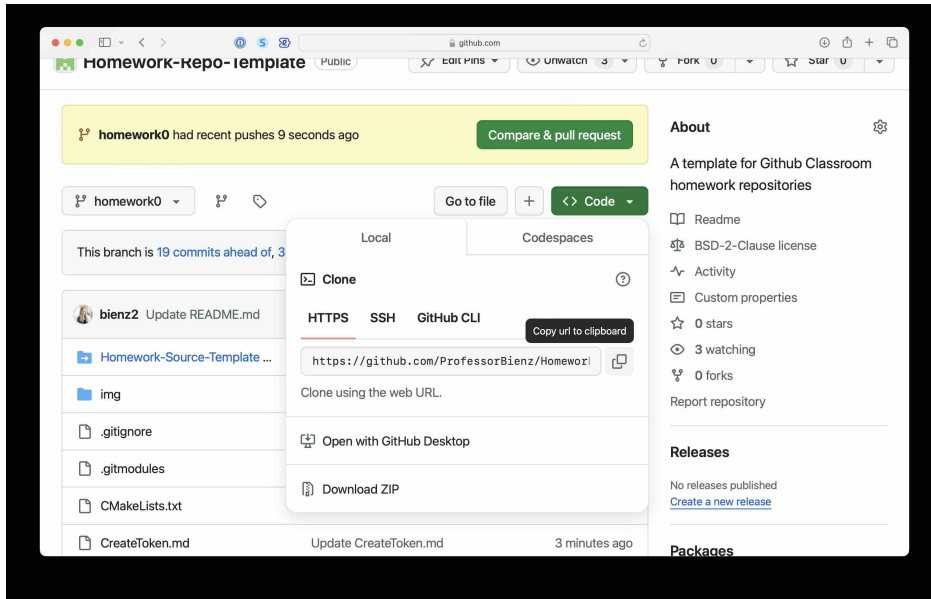 github.com
Homework-Repo-Template Public Edit Pins Unwatch 3 Fork 0 Star 0
homework0 had recent pushes 9 seconds ago Compare & pull request
homework0 Go to file Code
This branch is 19 commits ahead of, 3
Local Codespaces
Clone
HTTPS SSH GitHub CLI
Copy url to clipboard
https://github.com/ProfessorBienz/Homewor
Clone using the web URL.
Open with GitHub Desktop
Download ZIP
bienz2 Update README.md
Homework-Source-Template ...
img
.gitignore
.gitmodules
CMakeLists.txt
CreateToken.md Update CreateToken.md 3 minutes ago
About
A template for Github Classroom
homework repositories
Readme
BSD-2-Clause license
Activity
Custom properties
0 stars
3 watching
0 forks
Report repository
Releases
No releases published
Create a new release
Packages